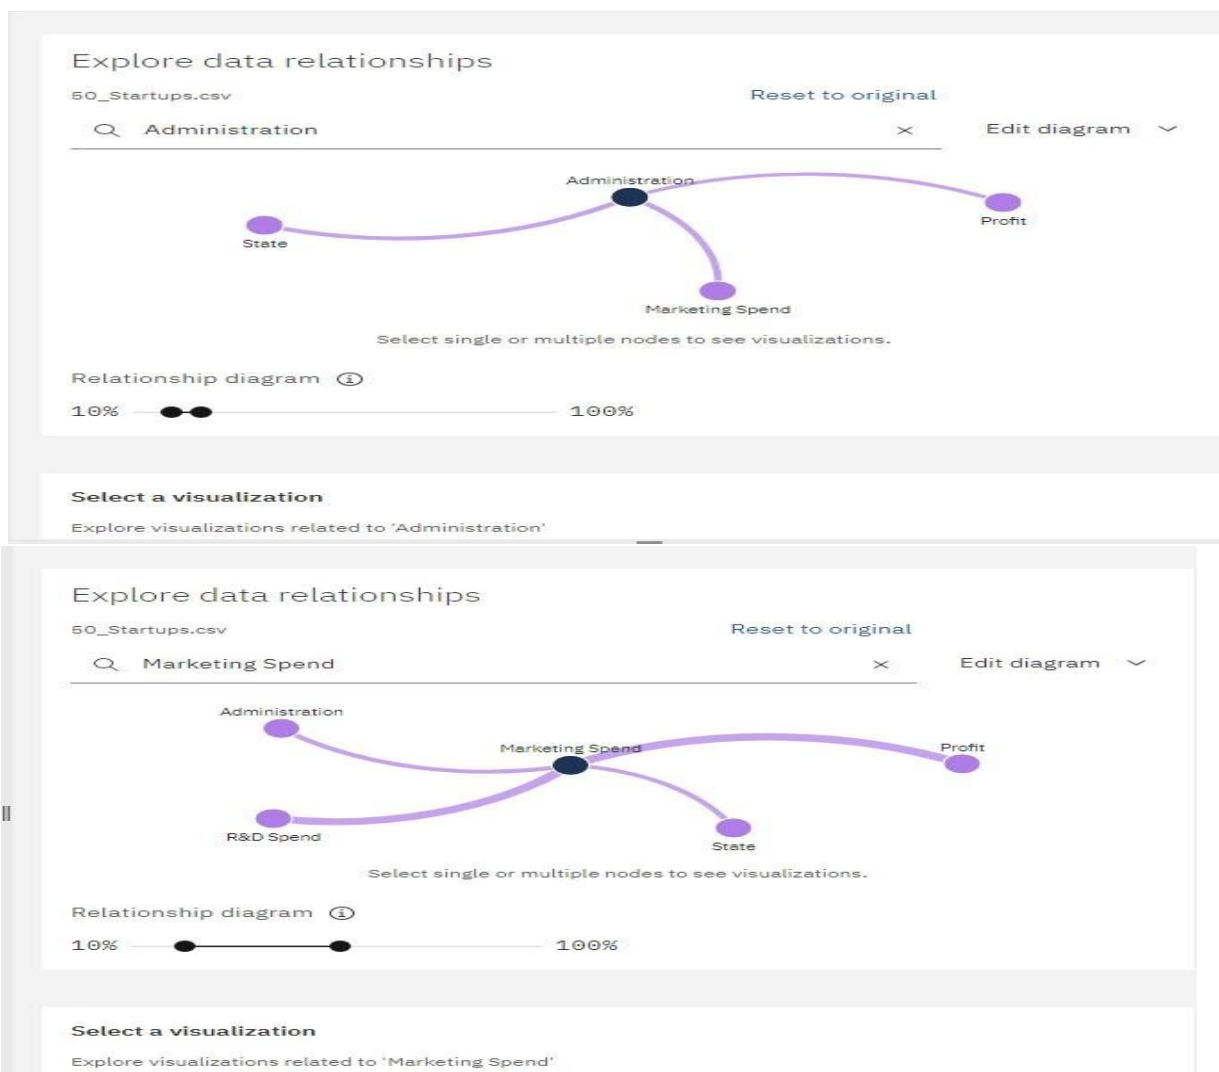 Explore data relationships
50_Startups.csv
Reset to original
Administration
Edit diagram
Administration
Profit
State
Marketing Spend
Select single or multiple nodes to see visualizations.
Relationship diagram
10% 100%
Select a visualization
Explore visualizations related to 'Administration'
Explore data relationships
50_Startups.csv
Reset to original
Marketing Spend
Edit diagram
Administration
Marketing Spend
Profit
R&D Spend
State
Select single or multiple nodes to see visualizations.
Relationship diagram
10% 100%
Select a visualization
Explore visualizations related to 'Marketing Spend'